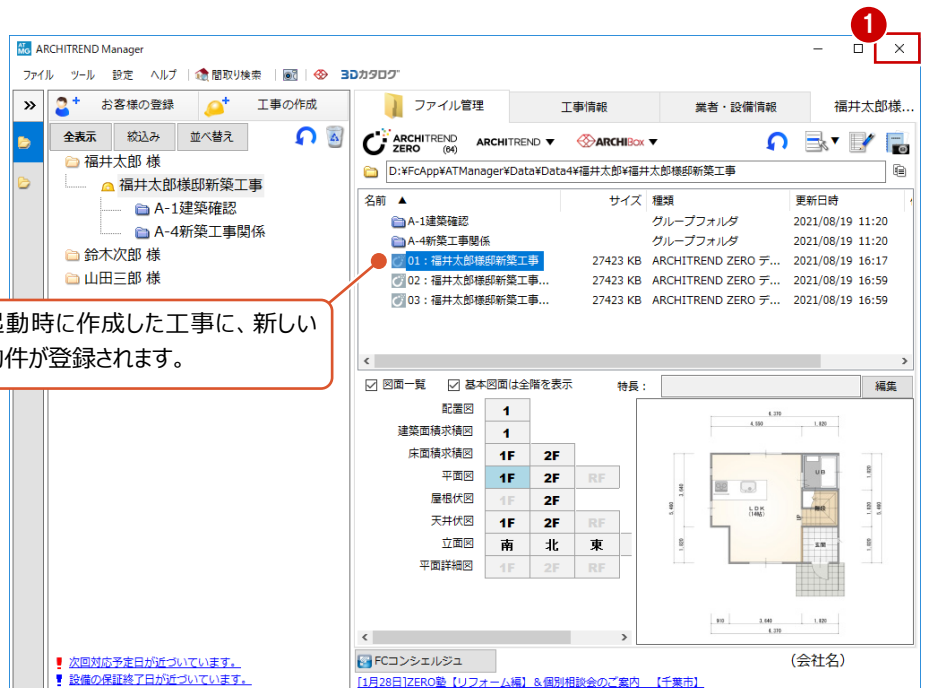 1
ARCHITREND Manager
ファイル ツール 設定 ヘルプ 間取り検索 3Dカタログ
お客様の登録 工事の作成
全表示 絞込み 並べ替え
福井太郎 様
福井太郎様邸新築工事
A-1建築確認
A-4新築工事関係
鈴木次郎 様
山田三郎 様
起動時に作成した工事に、新しい
物件が登録されます。
次回対応予定日が近づいています。
設備の保証終了日が近づいています。
ファイル管理 工事情報 業者・設備情報 福井太郎様...
ARCHITREND ZERO (64) ARCHITREND ▼ ARCHIBox ▼
D:¥FcApp¥ATManager¥Data¥Data4¥福井太郎¥福井太郎様邸新築工事
名前 ▲ サイズ 種類 更新日時
A-1建築確認 グループフォルダ 2021/08/19 11:20
A-4新築工事関係 グループフォルダ 2021/08/19 11:20
01:福井太郎様邸新築工事 27423 KB ARCHITREND ZERO デ... 2021/08/19 16:17
02:福井太郎様邸新築工... 27423 KB ARCHITREND ZERO デ... 2021/08/19 16:59
03:福井太郎様邸新築工... 27423 KB ARCHITREND ZERO デ... 2021/08/19 16:59
図面一覧 基本図面は全階を表示 特長: 編集
配置図 1
建築面積求積図 1
床面積求積図 1F 2F
平面図 1F 2F RF
屋根伏図 1F 2F
天井伏図 1F 2F RF
立面図 南 北 東
平面詳細図 1F 2F RF
6,370
4,550 1,820
UB
LDK
玄関
910 3,640 1,820
6,370
FCコンシェルジュ
(会社名)
[1月28日]ZERO塾【リフォーム編】&個別相談会のご案内 【千葉市】